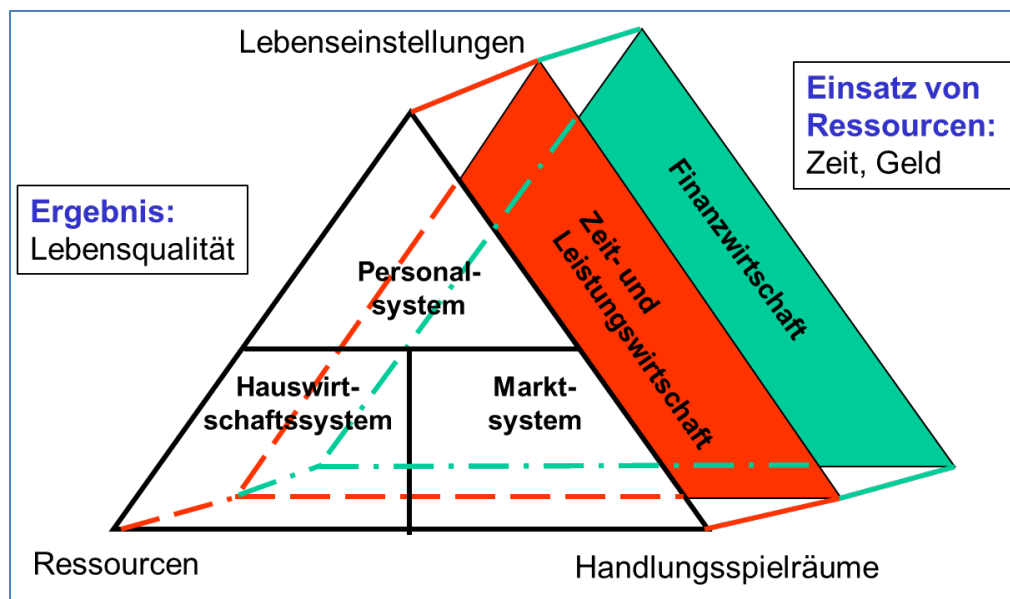 Lebenseinstellungen
Einsatz von
Ressourcen:
Zeit, Geld
Ergebnis:
Lebensqualität
Finanzwirtschaft
Zeit- und
Leistungswirtschaft
Personal-
system
Hauswirt-
schaftssystem
Markt-
system
Ressourcen
Handlungsspielräume